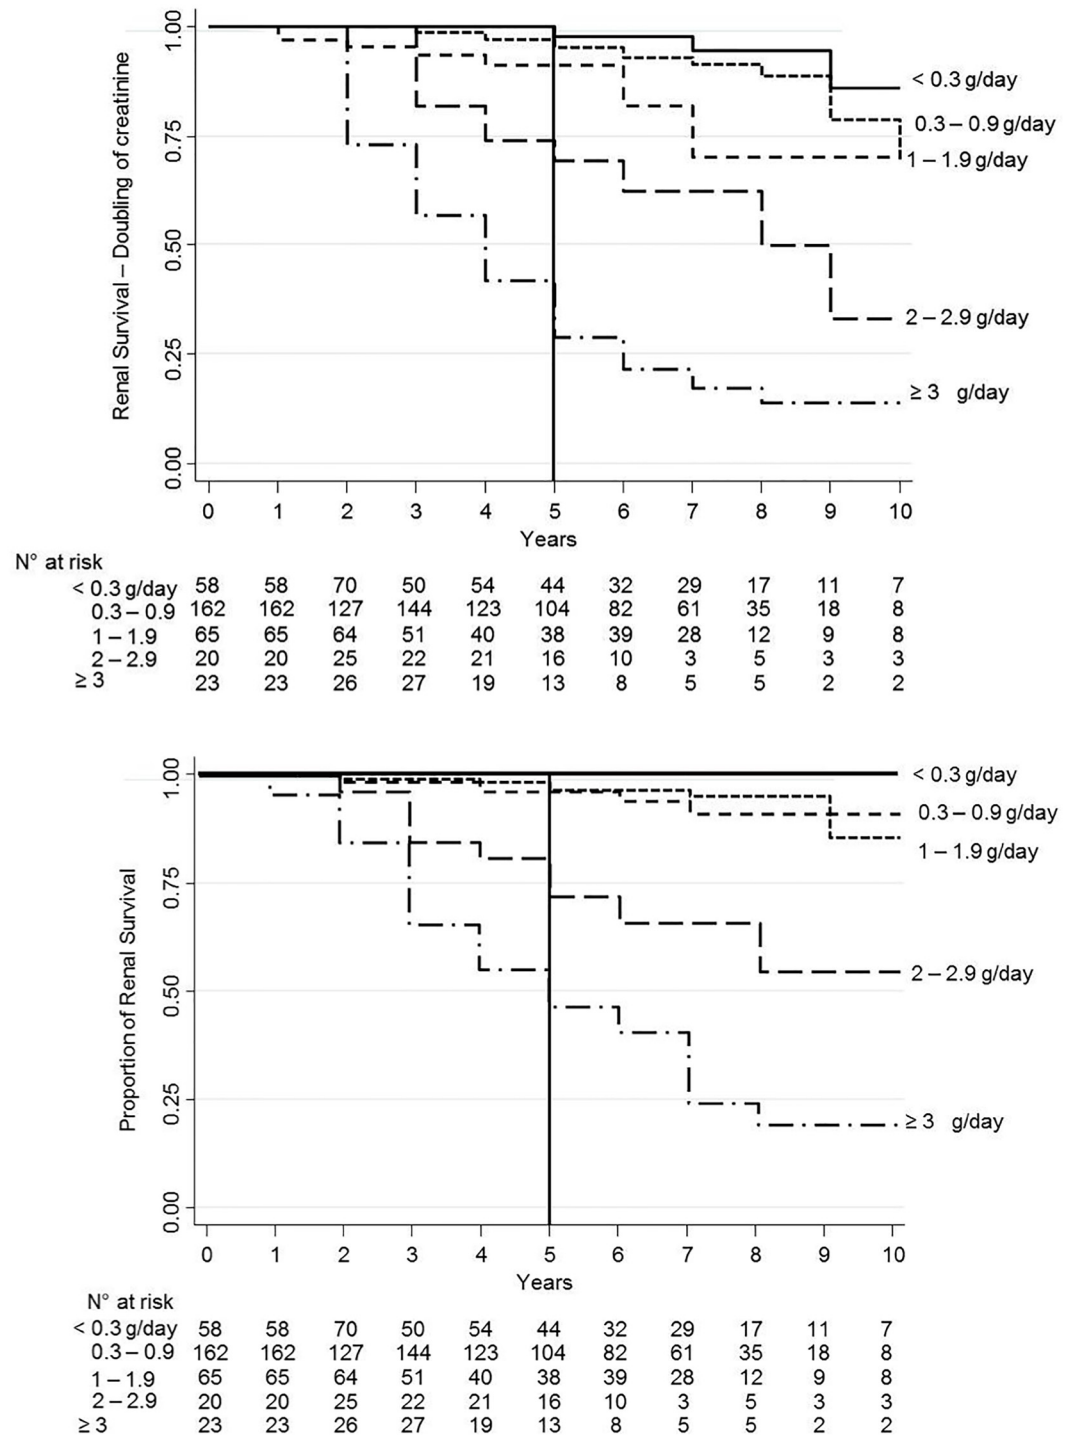 Renal Survival – Doubling of creatinine
1.00
0.75
0.50
0.25
0.00
< 0.3 g/day
0.3 – 0.9 g/day
1 – 1.9 g/day
2 – 2.9 g/day
≥ 3 g/day
0 1 2 3 4 5 6 7 8 9 10
Years
N° at risk
< 0.3 g/day 58 58 70 50 54 44 32 29 17 11 7
0.3 – 0.9 162 162 127 144 123 104 82 61 35 18 8
1 – 1.9 65 65 64 51 40 38 39 28 12 9 8
2 – 2.9 20 20 25 22 21 16 10 3 5 3 3
≥ 3 23 23 26 27 19 13 8 5 5 2 2
Proportion of Renal Survival
1.00
0.75
0.50
0.25
0.00
< 0.3 g/day
0.3 – 0.9 g/day
1 – 1.9 g/day
2 – 2.9 g/day
≥ 3 g/day
0 1 2 3 4 5 6 7 8 9 10
Years
N° at risk
< 0.3 g/day 58 58 70 50 54 44 32 29 17 11 7
0.3 – 0.9 162 162 127 144 123 104 82 61 35 18 8
1 – 1.9 65 65 64 51 40 38 39 28 12 9 8
2 – 2.9 20 20 25 22 21 16 10 3 5 3 3
≥ 3 23 23 26 27 19 13 8 5 5 2 2